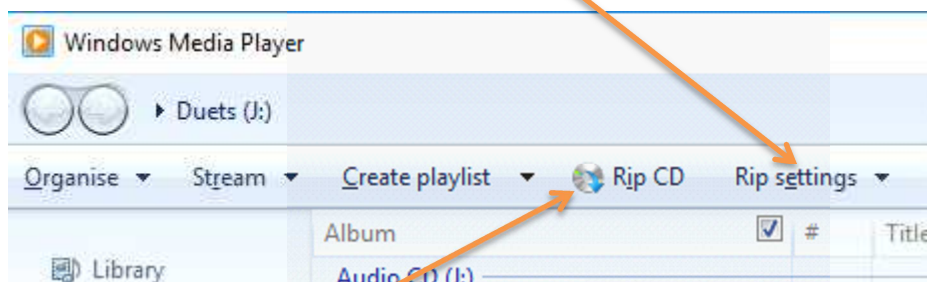 Windows Media Player
Duets (J:)
Organise Stream Create playlist Rip CD Rip settings
Album # Title
Library
Audio CD (J:)